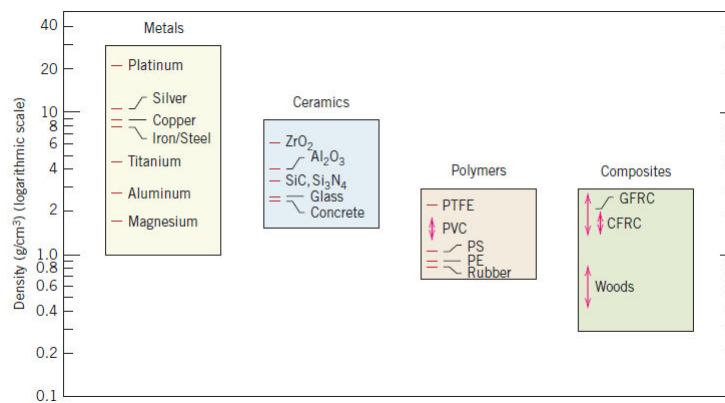 Density (g/cm³) (logarithmic scale)
40
20
10
8
6
4
2
1.0
0.8
0.6
0.4
0.2
0.1
Metals
Platinum
Silver
Copper
Iron/Steel
Titanium
Aluminum
Magnesium
Ceramics
ZrO₂
Al₂O₃
SiC, Si₃N₄
Glass
Concrete
Polymers
PTFE
PVC
PS
PE
Rubber
Composites
GFRC
CFRC
Woods